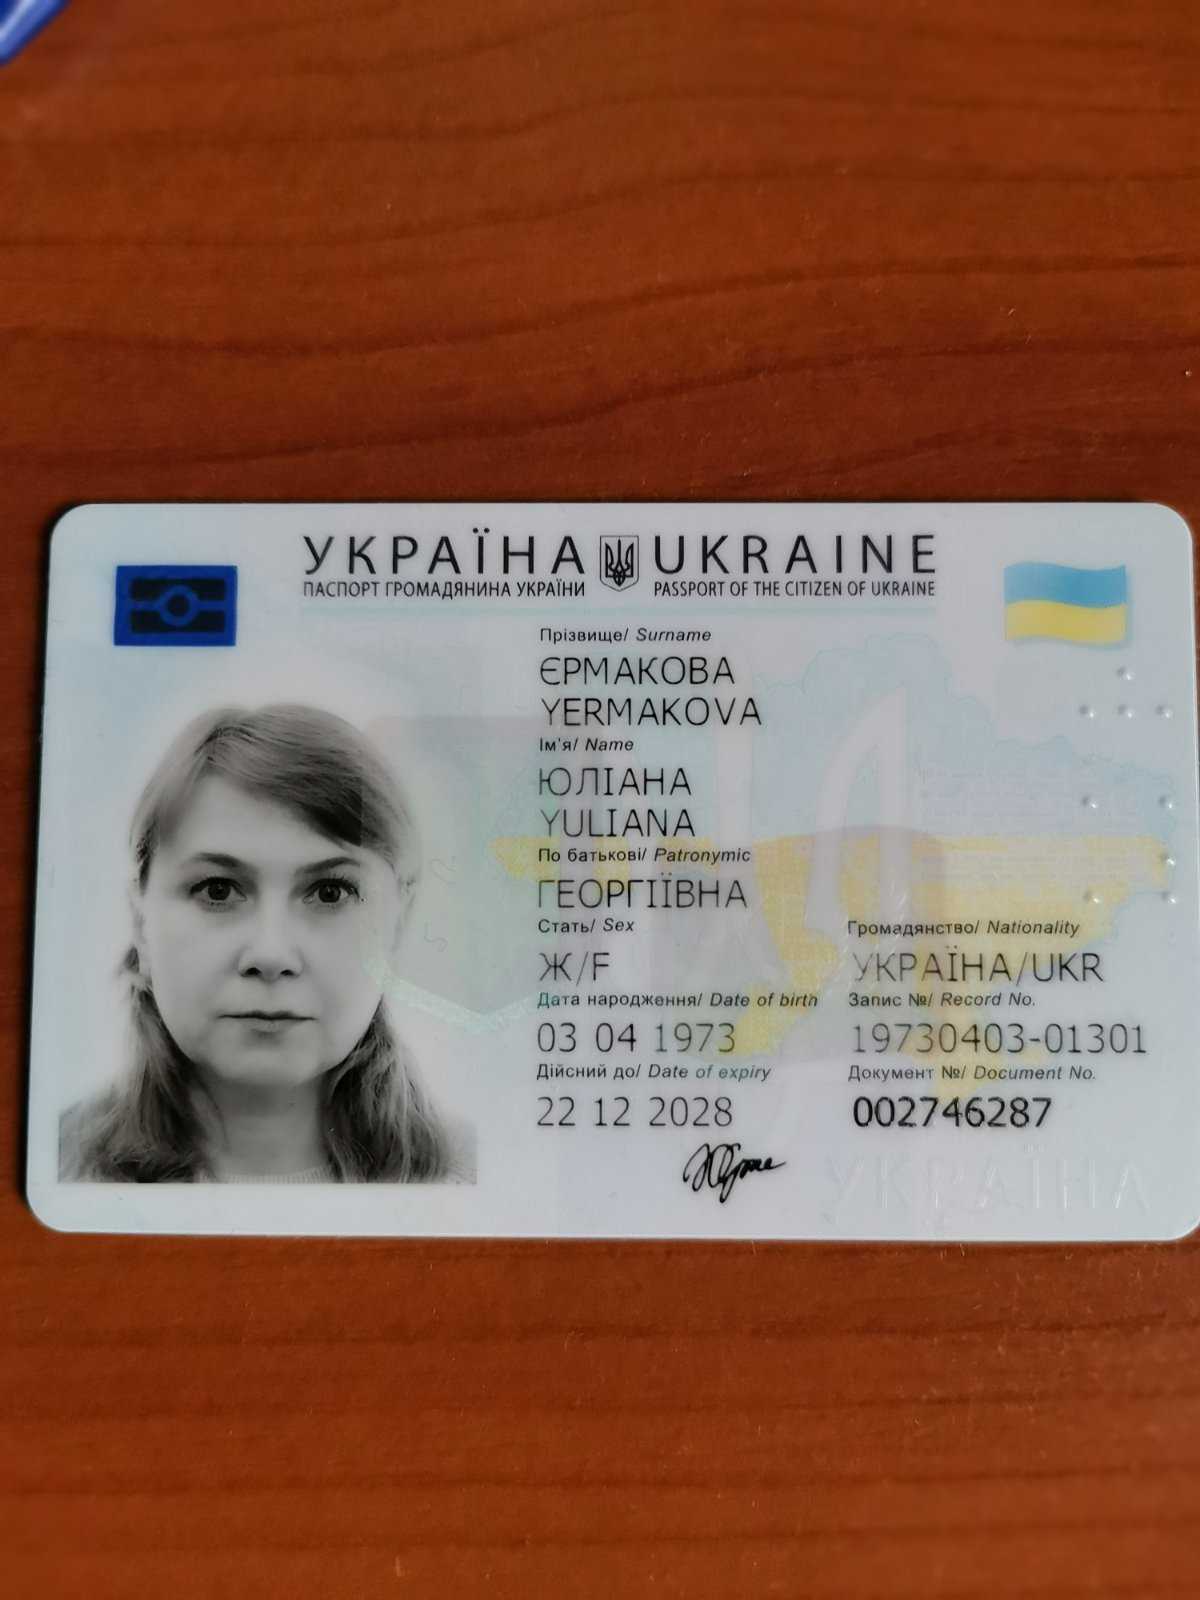 УКРАЇНА UKRAINE
ПАСПОРТ ГРОМАДЯНИНА УКРАЇНИ PASSPORT OF THE CITIZEN OF UKRAINE
Прізвище/ Surname
ЄРМАКОВА
YERMAKOVA
Ім'я/ Name
ЮЛІАНА
YULIANA
По батькові/ Patronymic
ГЕОРГІЇВНА
Стать/ Sex Громадянство/ Nationality
Ж/F УКРАЇНА/UKR
Дата народження/ Date of birth Запис №/ Record No.
03 04 1973 19730403-01301
Дійсний до/ Date of expiry Документ №/ Document No.
22 12 2028 002746287
УКРАЇНА